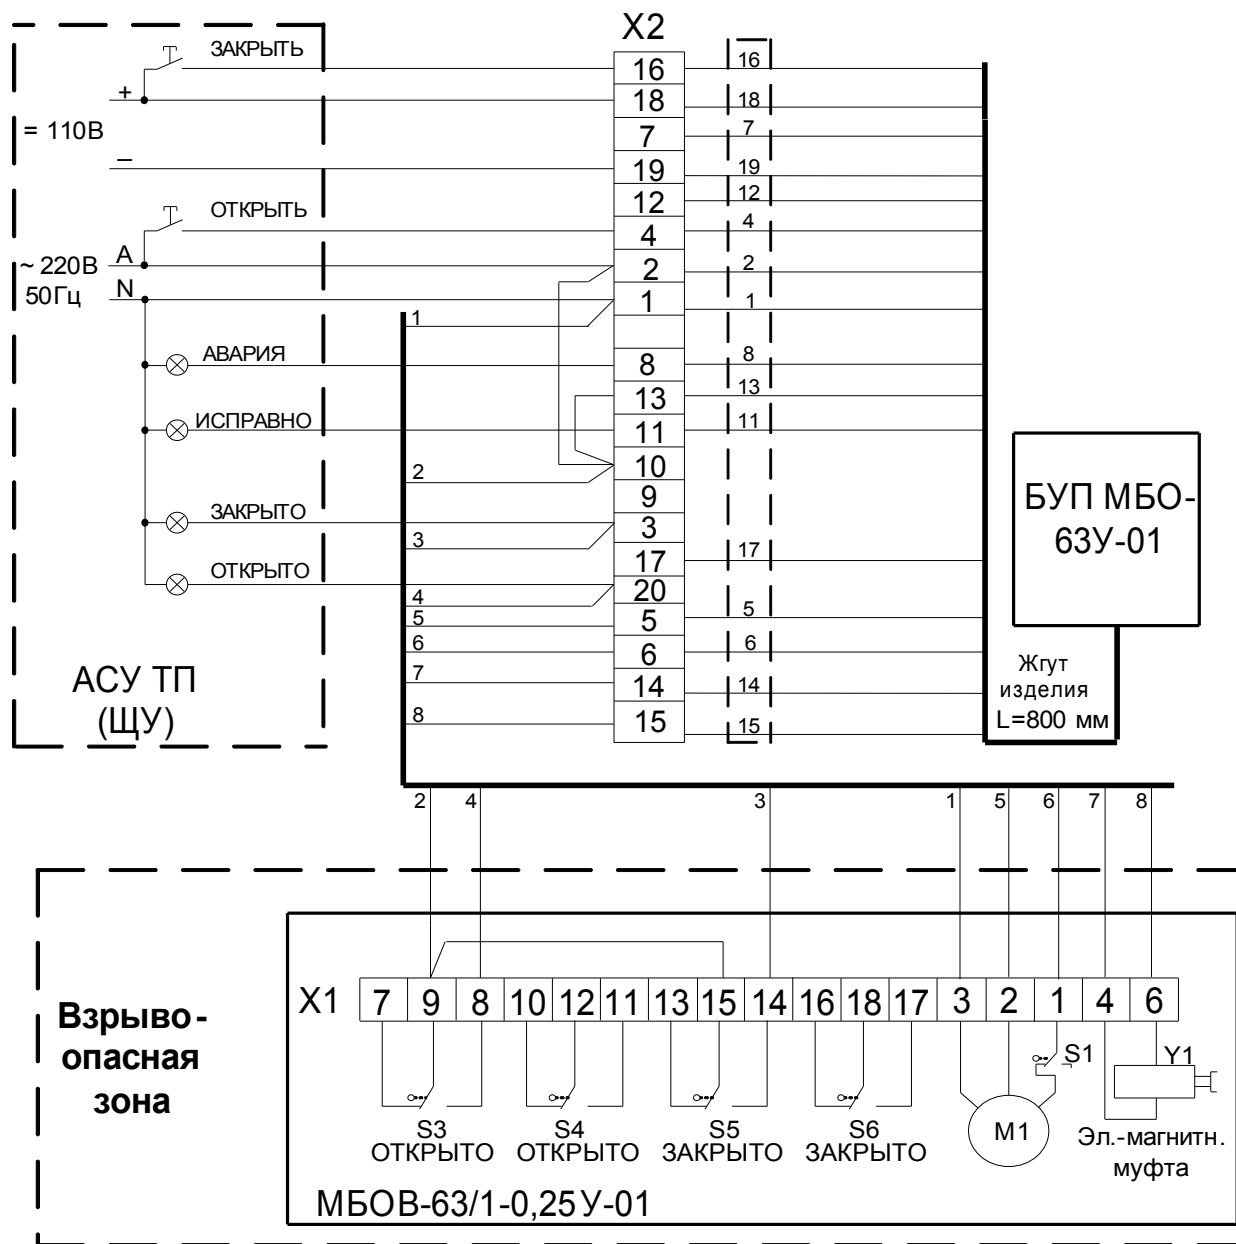 X2
ЗАКРЫТЬ
16
16
+
18
18
= 110В
7
7
–
19
19
12
12
ОТКРЫТЬ
4
4
~ 220В
A
2
2
50Гц
N
1
1
1
АВАРИЯ
8
8
13
13
ИСПРАВНО
11
11
2
10
9
ЗАКРЫТО
3
3
17
17
ОТКРЫТО
4
20
5
5
5
6
6
6
7
14
14
8
15
15
АСУ ТП
(ЩУ)
БУП МБО-
63У-01
Жгут
изделия
L=800 мм
2 4 3 1 5 6 7 8
Взрыво-
опасная
зона
X1 7 9 8 10 12 11 13 15 14 16 18 17 3 2 1 4 6
S1
Y1
S3
ОТКРЫТО
S4
ОТКРЫТО
S5
ЗАКРЫТО
S6
ЗАКРЫТО
M1
Эл.-магнитн.
муфта
МБОВ-63/1-0,25У-01